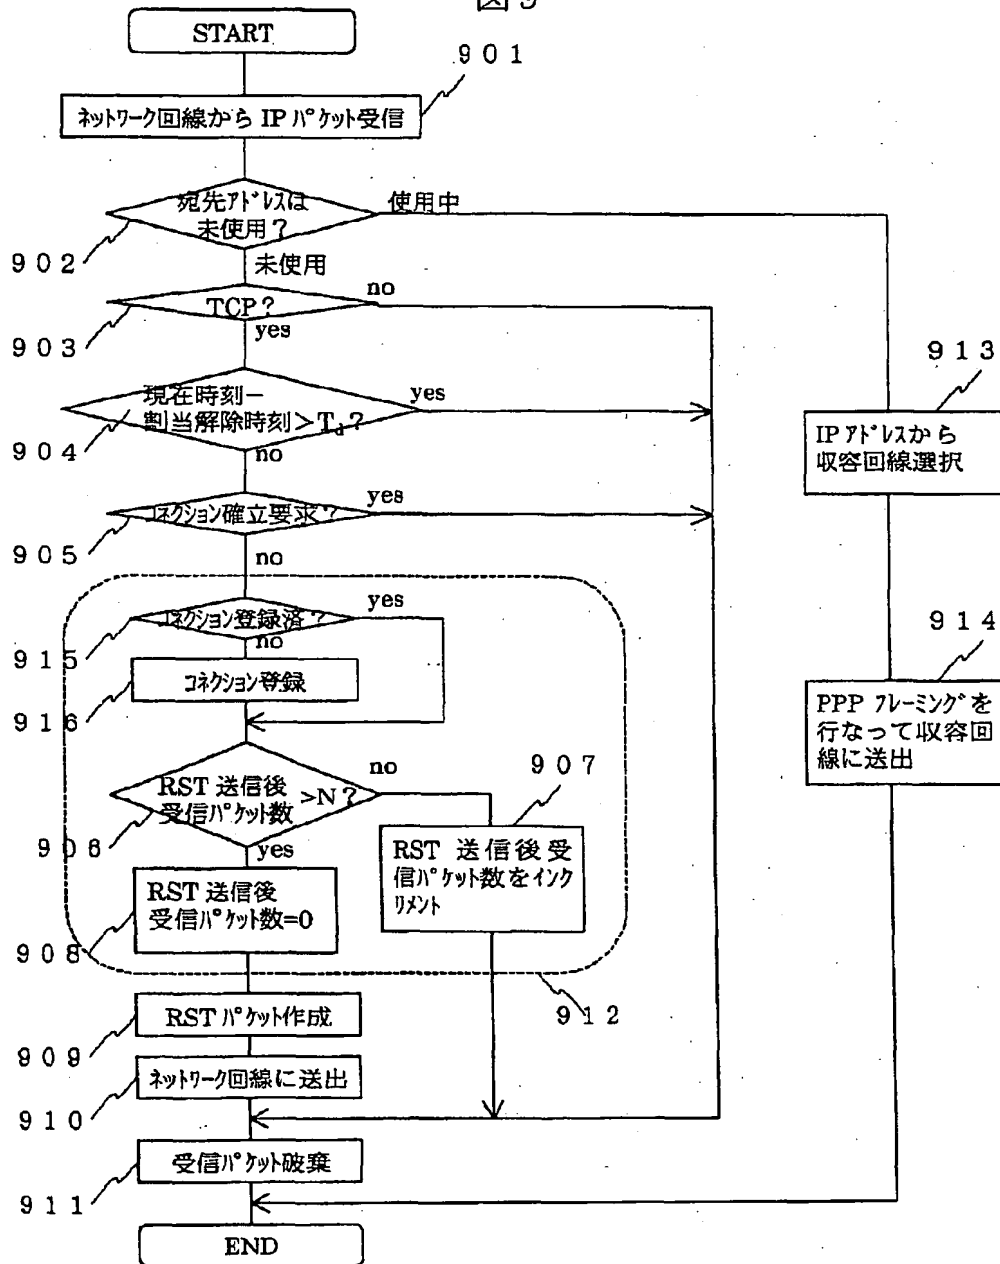 図9
START
901
ネットワーク回線から IP パケット受信
宛先アドレスは
未使用?
使用中
902
未使用
no
TCP?
903
yes
913
現在時刻−
割当解除時刻>Td?
yes
904
no
IP アドレスから
収容回線選択
yes
コネクション確立要求?
905
no
コネクション登録済?
yes
915
no
コネクション登録
916
914
PPP フレーミングを
行なって収容回
線に送出
RST 送信後
受信パケット数
>N?
no
907
906
yes
RST 送信後受
信パケット数をインク
リメント
RST 送信後
受信パケット数=0
908
912
RST パケット作成
909
ネットワーク回線に送出
910
受信パケット破棄
911
END